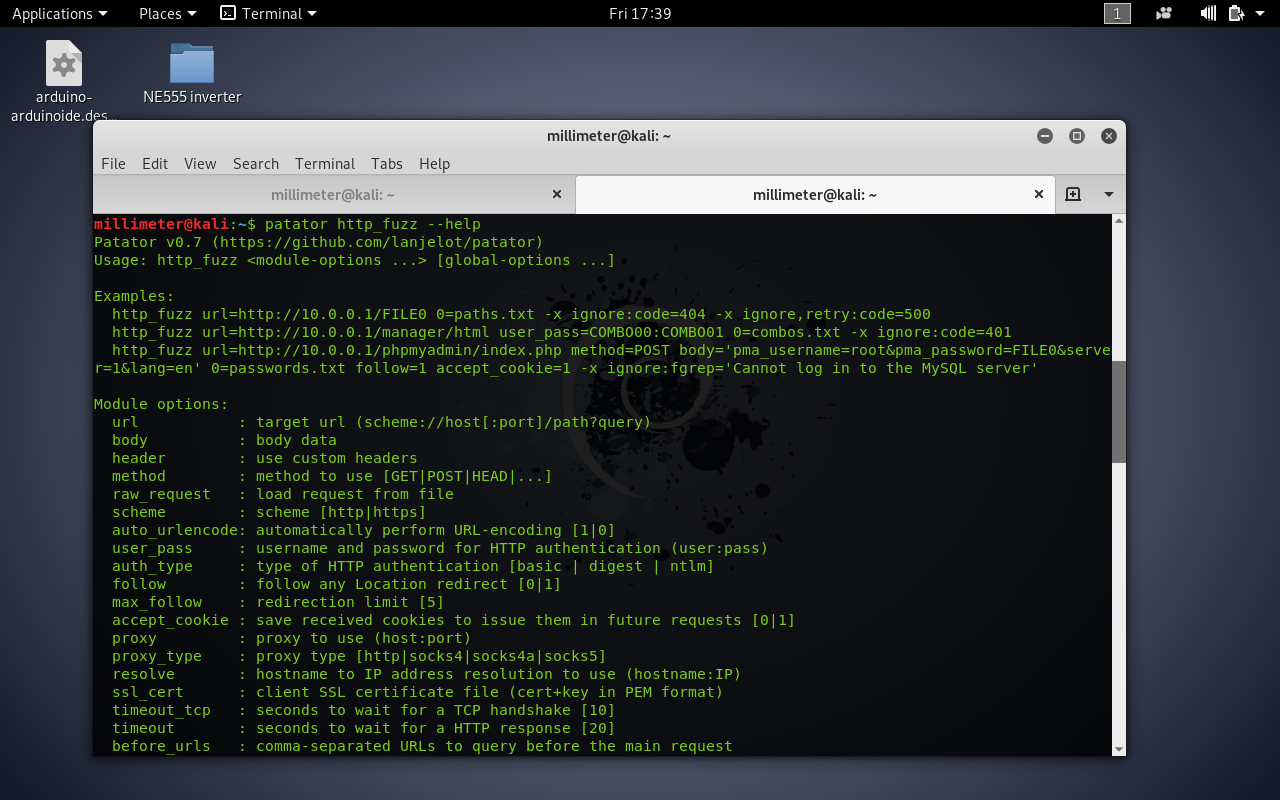 Applications Places Terminal Fri 17:39 1
arduino-
arduinoide.des...
NE555 inverter
millimeter@kali: ~
File Edit View Search Terminal Tabs Help
millimeter@kali: ~ millimeter@kali: ~
millimeter@kali:~$ patator http_fuzz --help
Patator v0.7 (https://github.com/lanjelot/patator)
Usage: http_fuzz <module-options ...> [global-options ...]

Examples:
  http_fuzz url=http://10.0.0.1/FILE0 0=paths.txt -x ignore:code=404 -x ignore,retry:code=500
  http_fuzz url=http://10.0.0.1/manager/html user_pass=COMBO00:COMBO01 0=combos.txt -x ignore:code=401
  http_fuzz url=http://10.0.0.1/phpmyadmin/index.php method=POST body='pma_username=root&pma_password=FILE0&serve
r=1&lang=en' 0=passwords.txt follow=1 accept_cookie=1 -x ignore:fgrep='Cannot log in to the MySQL server'

Module options:
  url           : target url (scheme://host[:port]/path?query)
  body          : body data
  header        : use custom headers
  method        : method to use [GET|POST|HEAD|...]
  raw_request   : load request from file
  scheme        : scheme [http|https]
  auto_urlencode: automatically perform URL-encoding [1|0]
  user_pass     : username and password for HTTP authentication (user:pass)
  auth_type     : type of HTTP authentication [basic | digest | ntlm]
  follow        : follow any Location redirect [0|1]
  max_follow    : redirection limit [5]
  accept_cookie : save received cookies to issue them in future requests [0|1]
  proxy         : proxy to use (host:port)
  proxy_type    : proxy type [http|socks4|socks4a|socks5]
  resolve       : hostname to IP address resolution to use (hostname:IP)
  ssl_cert      : client SSL certificate file (cert+key in PEM format)
  timeout_tcp   : seconds to wait for a TCP handshake [10]
  timeout       : seconds to wait for a HTTP response [20]
  before_urls   : comma-separated URLs to query before the main request